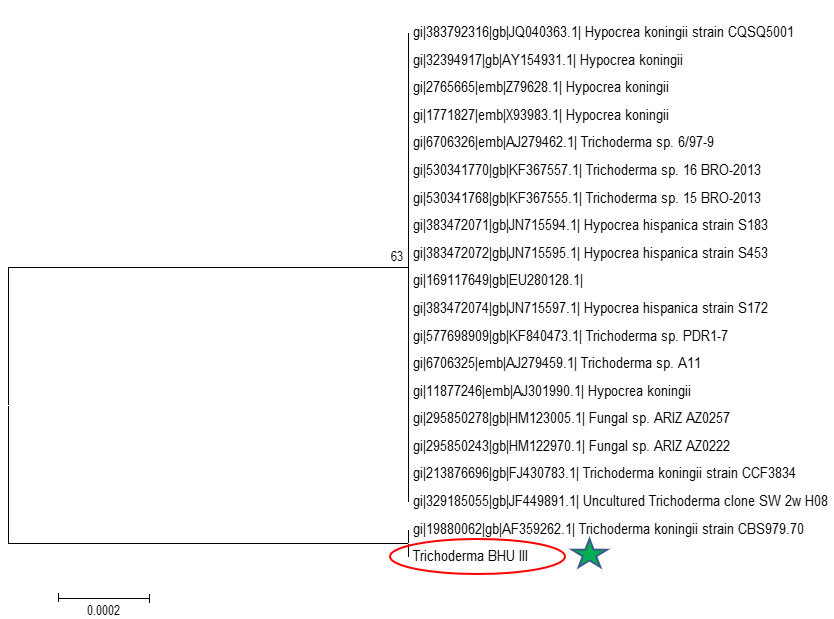 gi|383792316|gb|JQ040363.1| Hypocrea koningii strain CQSQ5001
gi|32394917|gb|AY154931.1| Hypocrea koningii
gi|2765665|emb|Z79628.1| Hypocrea koningii
gi|1771827|emb|X93983.1| Hypocrea koningii
gi|6706326|emb|AJ279462.1| Trichoderma sp. 6/97-9
gi|530341770|gb|KF367557.1| Trichoderma sp. 16 BRO-2013
gi|530341768|gb|KF367555.1| Trichoderma sp. 15 BRO-2013
gi|383472071|gb|JN715594.1| Hypocrea hispanica strain S183
gi|383472072|gb|JN715595.1| Hypocrea hispanica strain S453
63
gi|169117649|gb|EU280128.1|
gi|383472074|gb|JN715597.1| Hypocrea hispanica strain S172
gi|577698909|gb|KF840473.1| Trichoderma sp. PDR1-7
gi|6706325|emb|AJ279459.1| Trichoderma sp. A11
gi|11877246|emb|AJ301990.1| Hypocrea koningii
gi|295850278|gb|HM123005.1| Fungal sp. ARIZ AZ0257
gi|295850243|gb|HM122970.1| Fungal sp. ARIZ AZ0222
gi|213876696|gb|FJ430783.1| Trichoderma koningii strain CCF3834
gi|329185055|gb|JF449891.1| Uncultured Trichoderma clone SW 2w H08
gi|19880062|gb|AF359262.1| Trichoderma koningii strain CBS979.70
Trichoderma BHU III
0.0002